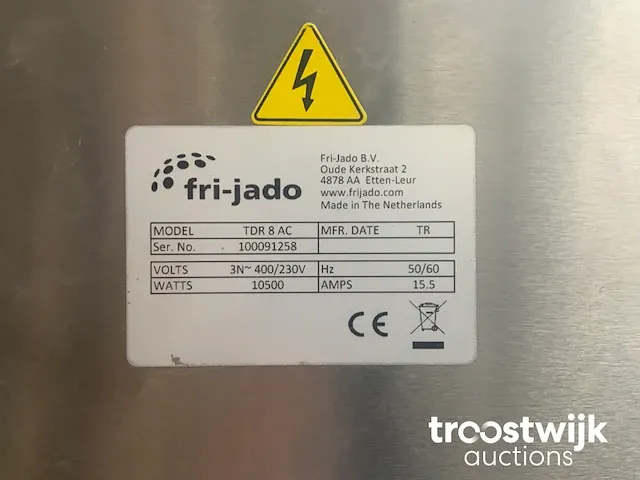 fri-jado
Fri-Jado B.V.
Oude Kerkstraat 2
4878 AA Etten-Leur
www.frijado.com
Made in The Netherlands
MODEL TDR 8 AC MFR. DATE TR
Ser. No. 100091258
VOLTS 3N~ 400/230V Hz 50/60
WATTS 10500 AMPS 15.5
CE
troostwijk
auctions